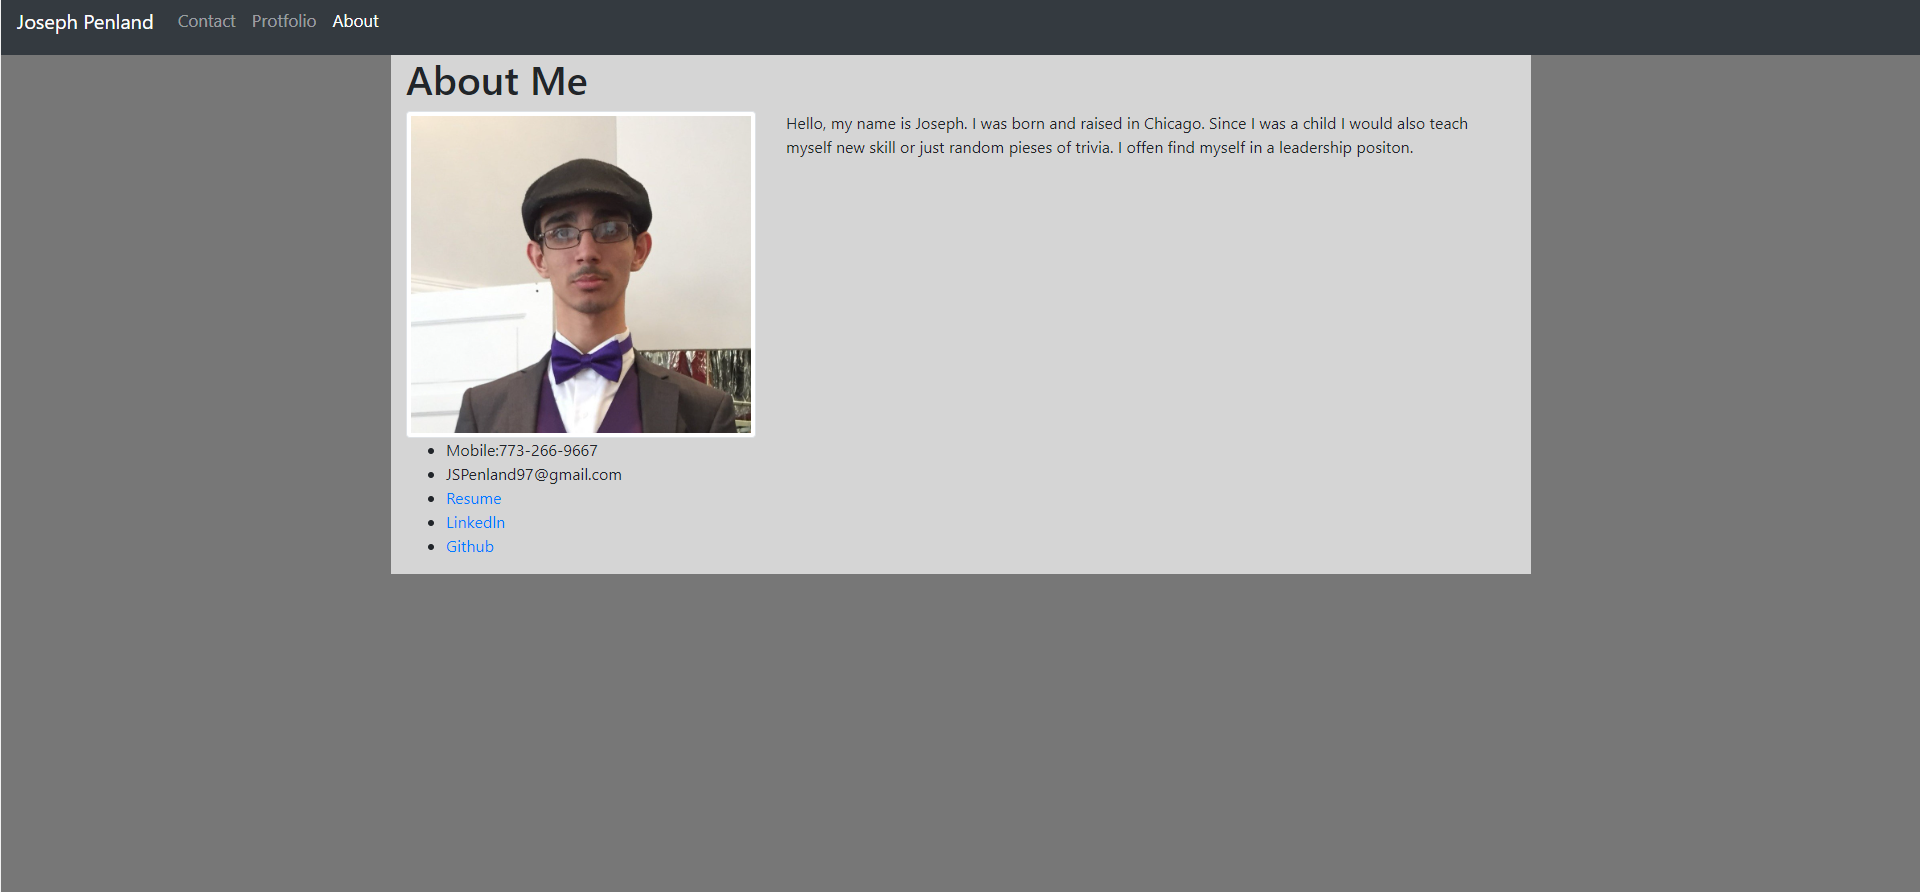 Joseph Penland Contact Protfolio About
About Me
Hello, my name is Joseph. I was born and raised in Chicago. Since I was a child I would also teach
myself new skill or just random pieses of trivia. I offen find myself in a leadership positon.
Mobile:773-266-9667
JSPenland97@gmail.com
Resume
LinkedIn
Github